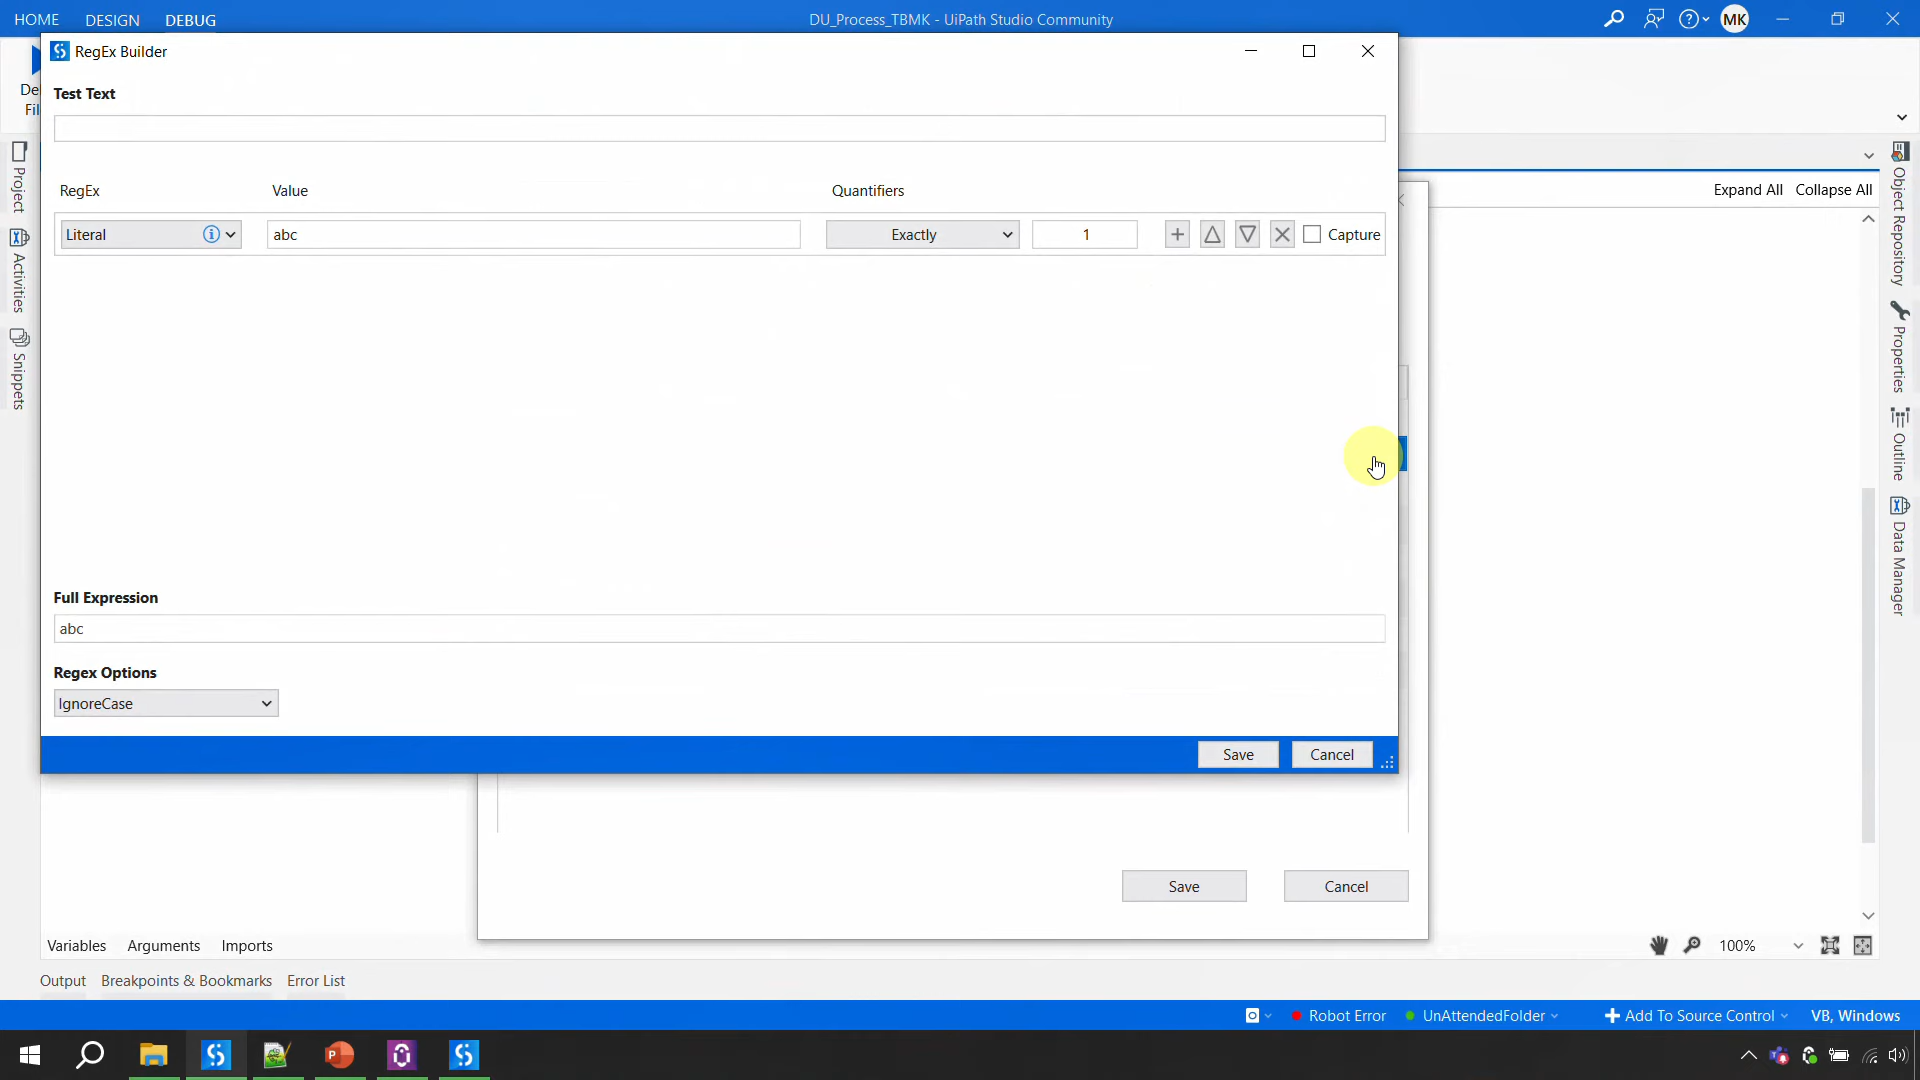 HOME DESIGN DEBUG
DU_Process_TBMK - UiPath Studio Community
MK
RegEx Builder
De
Fil
Test Text
RegEx Value Quantifiers
Expand All Collapse All
Literal abc Exactly 1 Capture
Project
Activities
Snippets
Object Repository
Properties
Outline
Data Manager
Full Expression
abc
Regex Options
IgnoreCase
Save Cancel
Save Cancel
Variables Arguments Imports
100%
Output Breakpoints & Bookmarks Error List
Robot Error UnAttendedFolder Add To Source Control VB, Windows